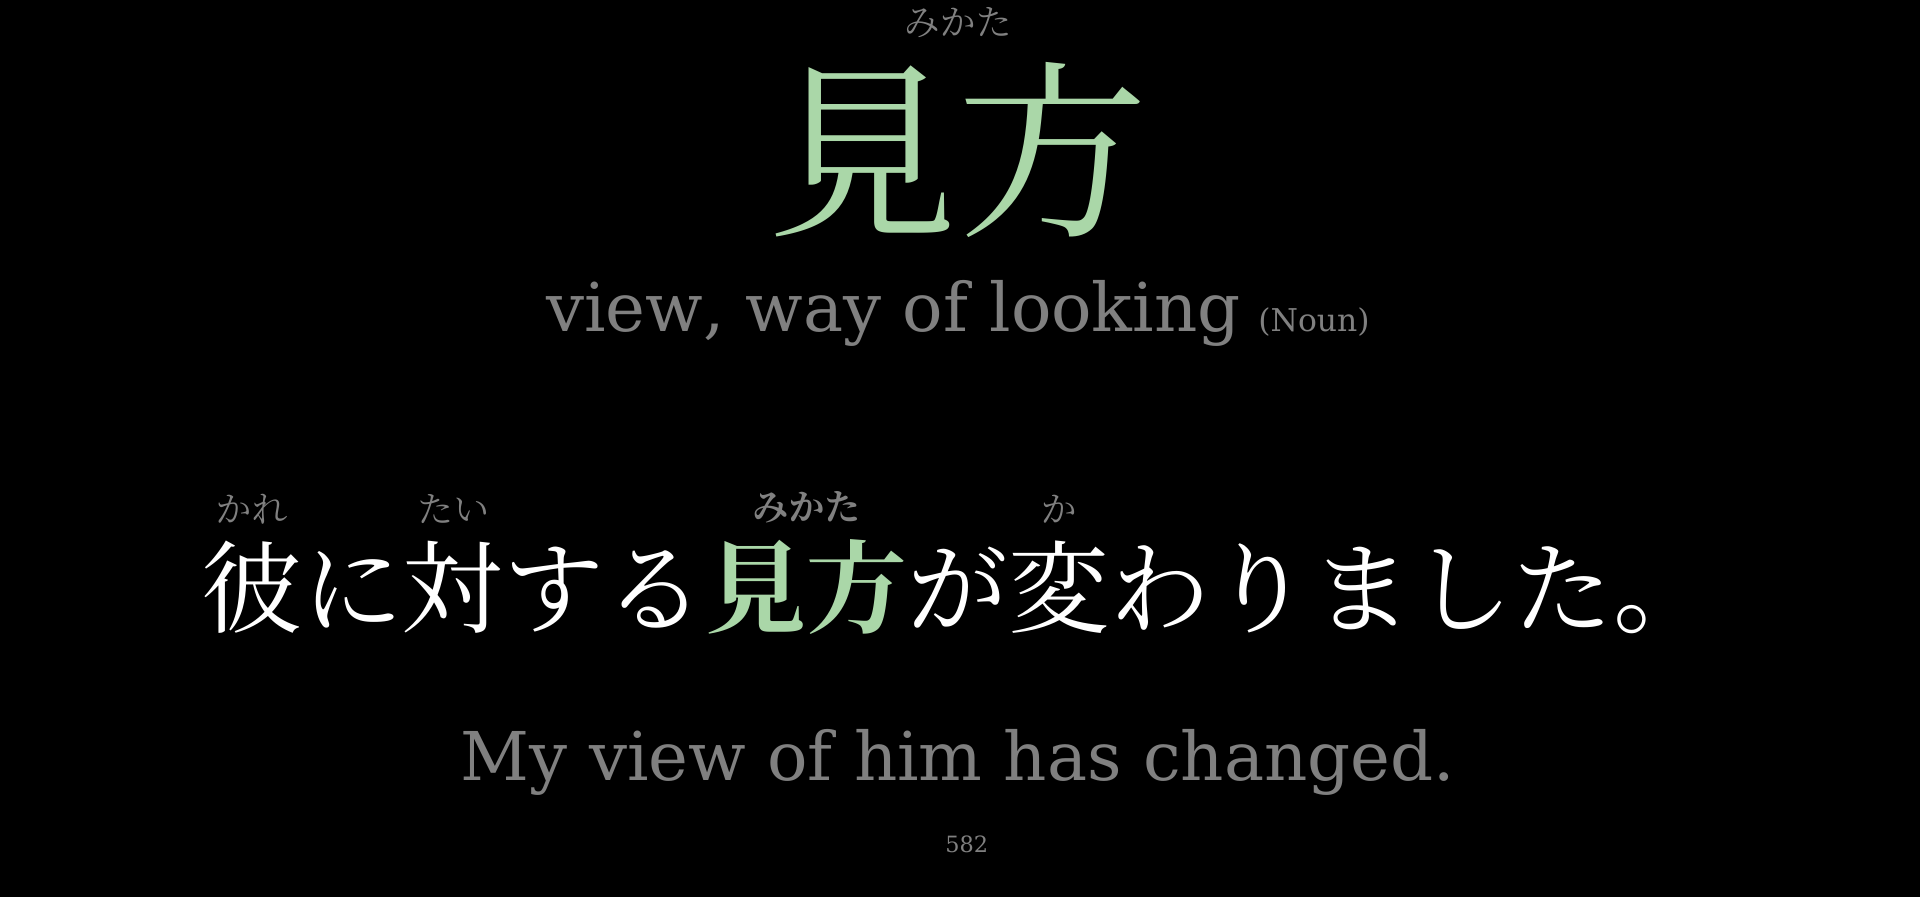 みかた
見方
view, way of looking (Noun)
かれ たい みかた か
彼に対する見方が変わりました。
My view of him has changed.
582